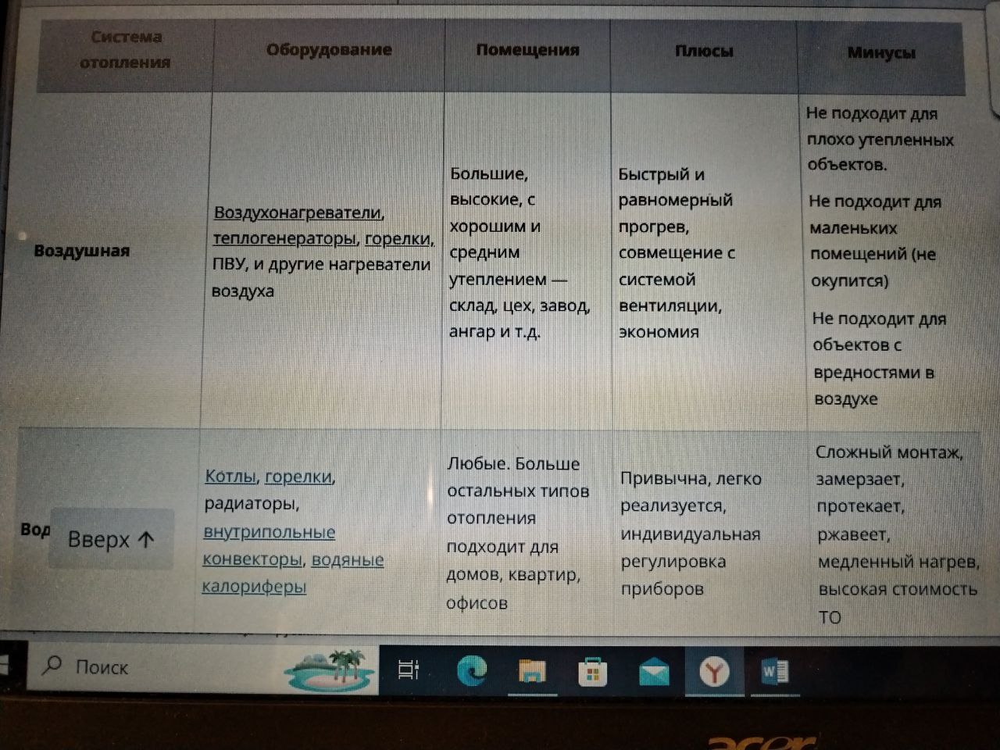 Система
отопления
Оборудование
Помещения
Плюсы
Минусы
Воздушная
Воздухонагреватели,
теплогенераторы, горелки,
ПВУ, и другие нагреватели
воздуха
Большие,
высокие, с
хорошим и
средним
утеплением —
склад, цех, завод,
ангар и т.д.
Быстрый и
равномерный
прогрев,
совмещение с
системой
вентиляции,
экономия
Не подходит для
плохо утепленных
объектов.
Не подходит для
маленьких
помещений (не
окупится)
Не подходит для
объектов с
вредностями в
воздухе
Вод
Вверх ↑
Котлы, горелки,
радиаторы,
внутрипольные
конвекторы, водяные
калориферы
Любые. Больше
остальных типов
отопления
подходит для
домов, квартир,
офисов
Привычна, легко
реализуется,
индивидуальная
регулировка
приборов
Сложный монтаж,
замерзает,
протекает,
ржавеет,
медленный нагрев,
высокая стоимость
ТО
Поиск
acer